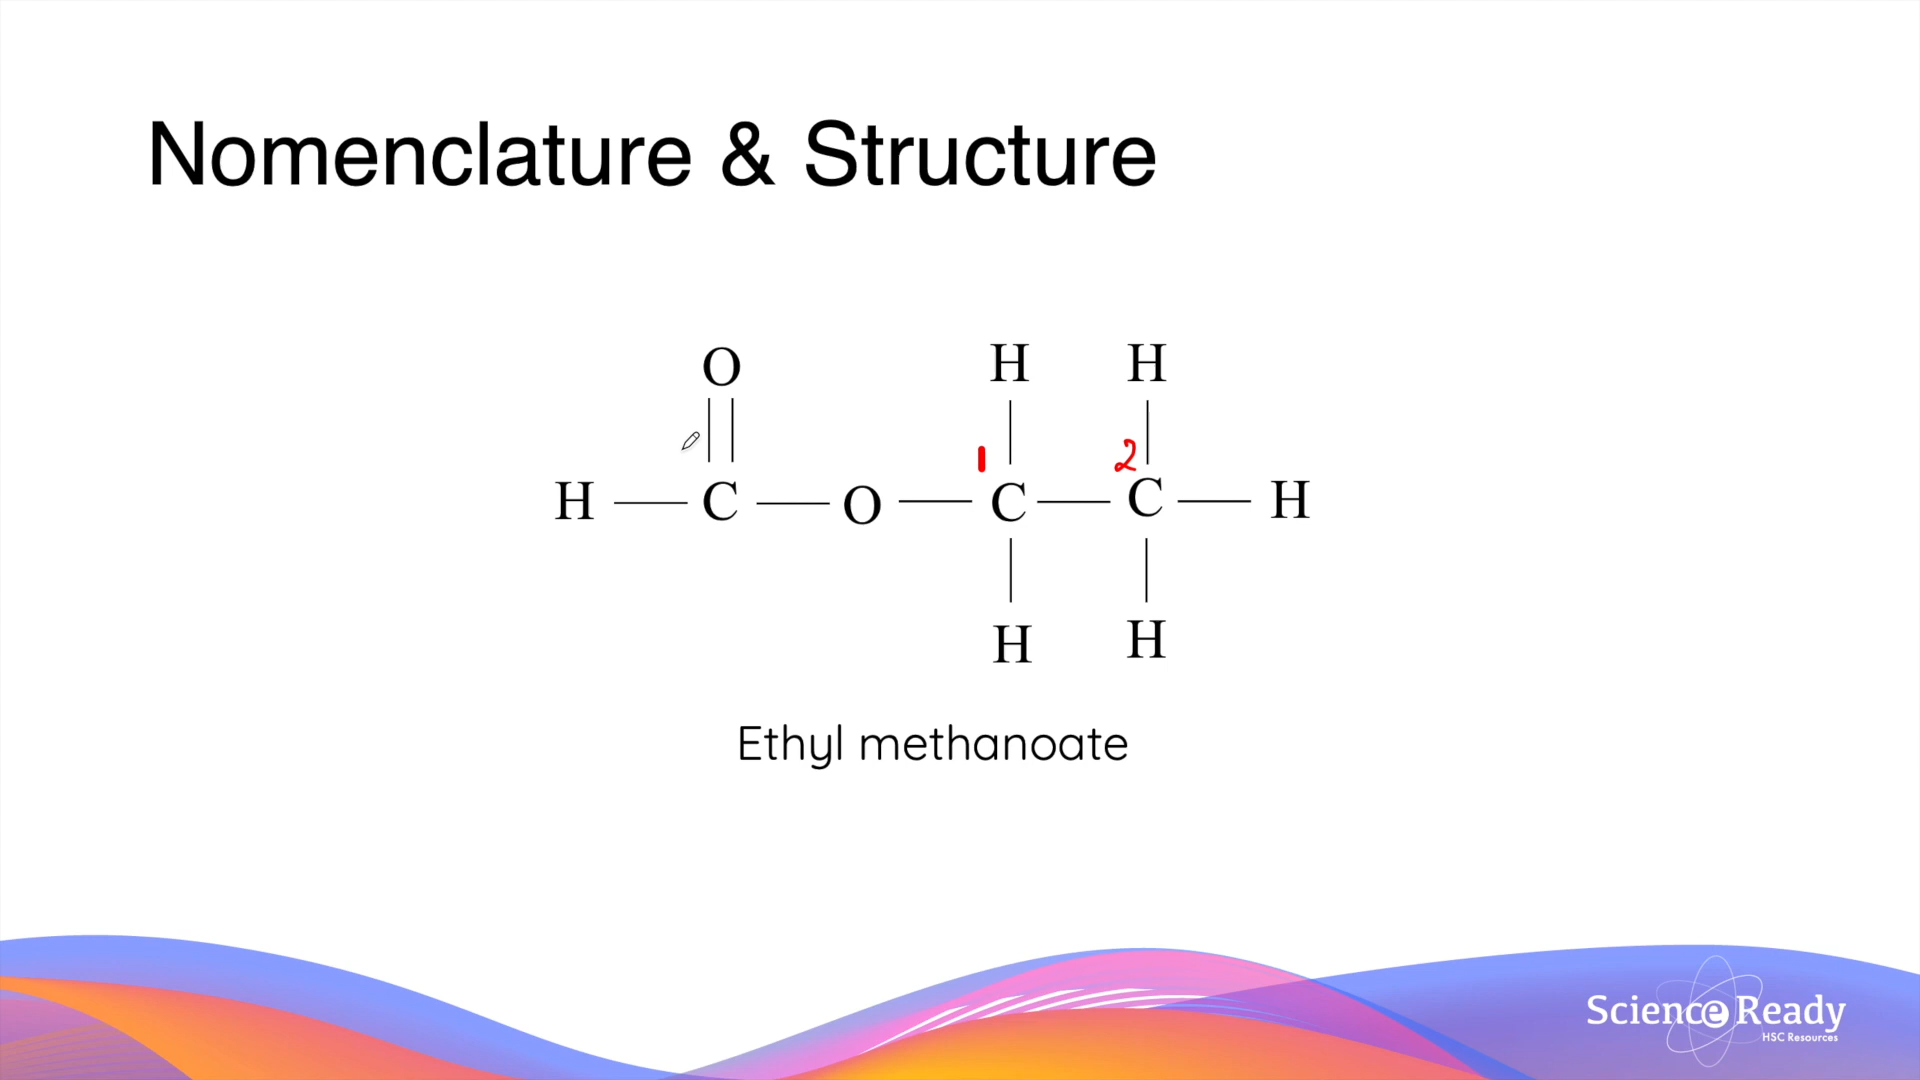 Nomenclature & Structure
O H H
1 2
H C O C C H
H H
Ethyl methanoate
Science Ready
HSC Resources